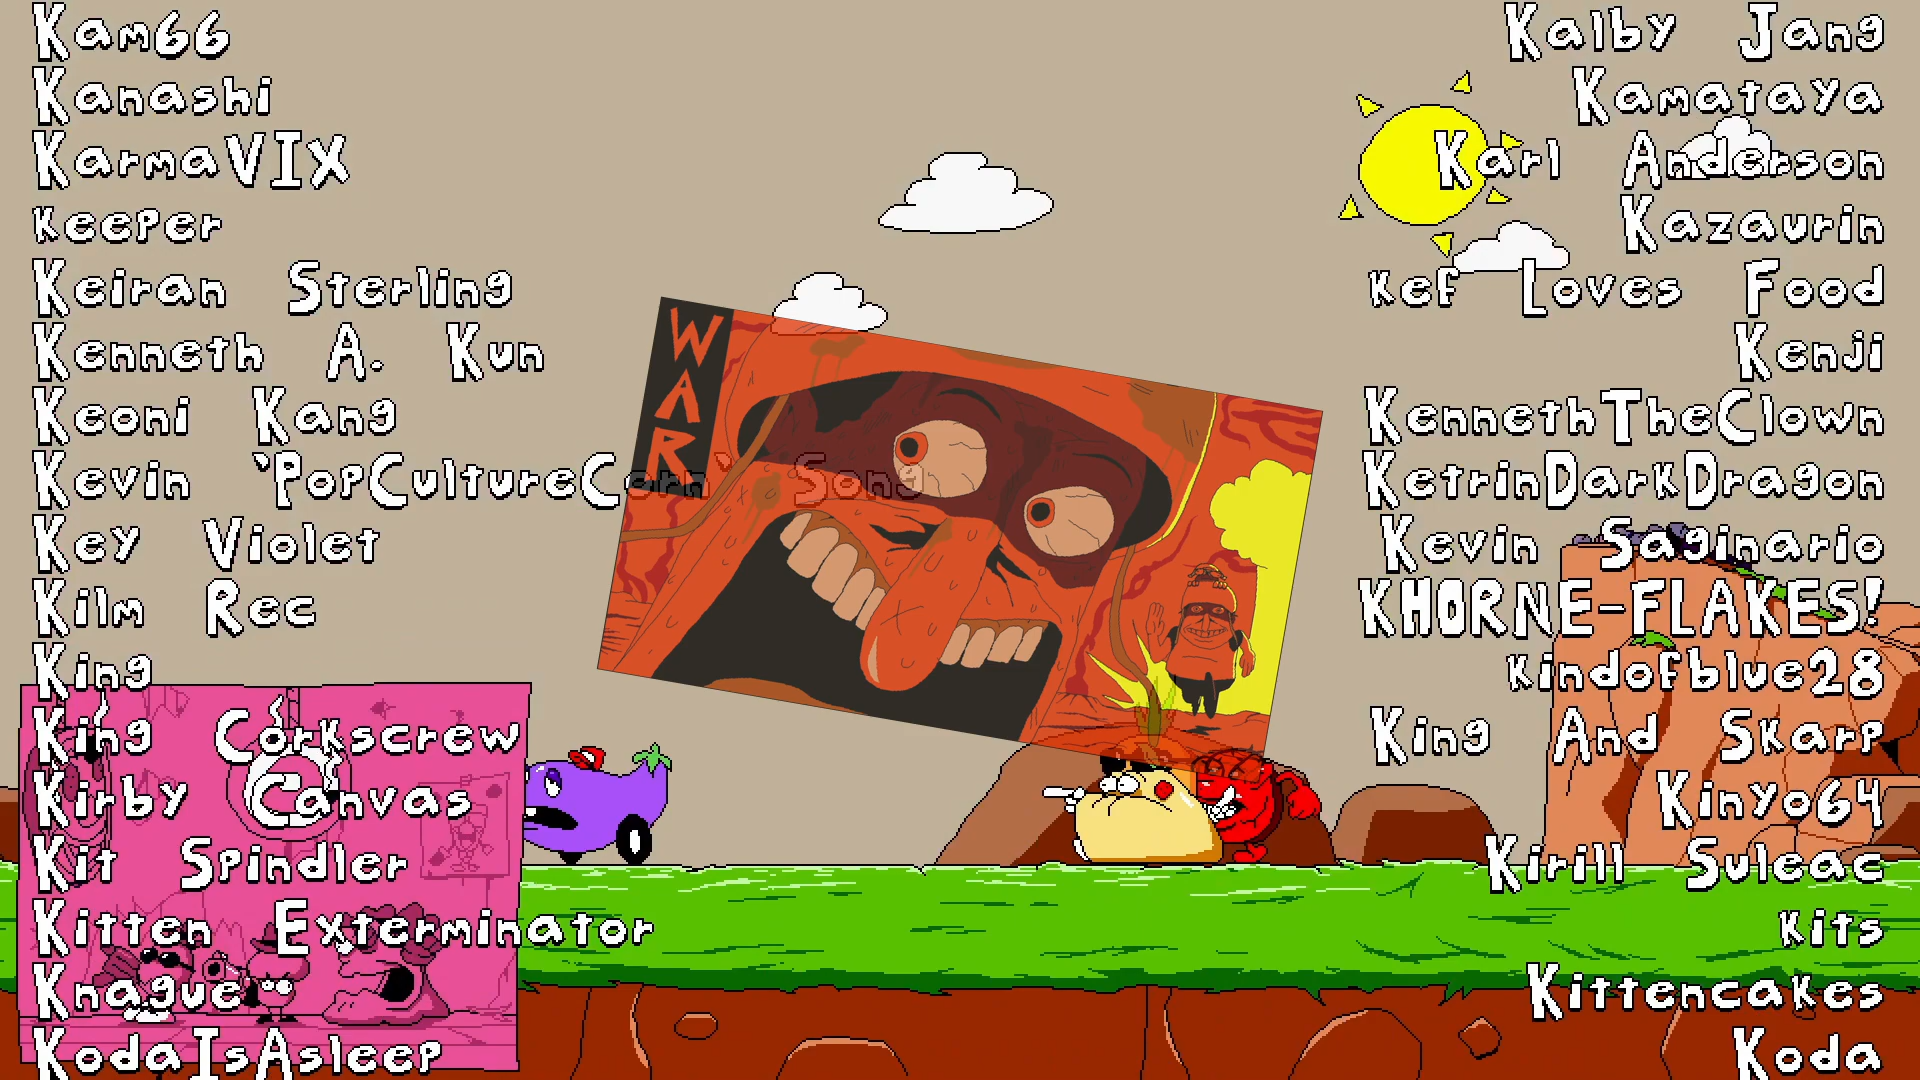 Kam66
Kanashi
KarmaVIX
Keeper
Keiran Sterling
Kenneth A. Kun
Keoni Kang
Kevin 'PopCultureCorn' Song
Key Violet
Kilm Rec
King
King Corkscrew
Kirby Canvas
Kit Spindler
Kitten Exterminator
Knague
KodaIsAsleep
WAR
Kalby Jang
Kamataya
Karl Anderson
Kazaurin
Kef Loves Food
Kenji
KennethTheClown
KetrinDarkDragon
Kevin Saginario
KHORNE-FLAKES!
Kindofblue28
King And Skarp
Kinyo64
Kirill Suleac
Kits
Kittencakes
Koda